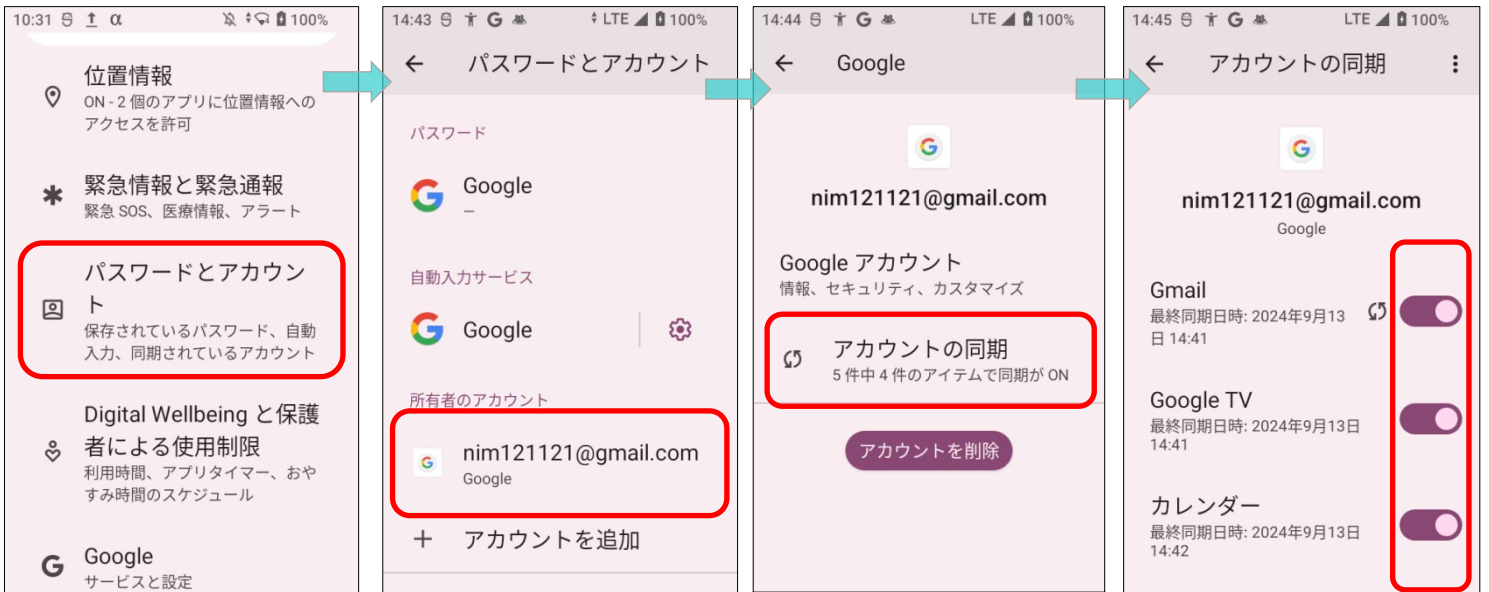 10:31 100%
位置情報
ON - 2 個のアプリに位置情報への
アクセスを許可
緊急情報と緊急通報
緊急 SOS、医療情報、アラート
パスワードとアカウン
ト
保存されているパスワード、自動
入力、同期されているアカウント
Digital Wellbeing と保護
者による使用制限
利用時間、アプリタイマー、おや
すみ時間のスケジュール
Google
サービスと設定
14:43 G LTE 100%
パスワードとアカウント
パスワード
Google
–
自動入力サービス
Google
所有者のアカウント
nim121121@gmail.com
Google
アカウントを追加
14:44 G LTE 100%
Google
nim121121@gmail.com
Google アカウント
情報、セキュリティ、カスタマイズ
アカウントの同期
5 件中 4 件のアイテムで同期が ON
アカウントを削除
14:45 G LTE 100%
アカウントの同期
nim121121@gmail.com
Google
Gmail
最終同期日時: 2024年9月13
日 14:41
Google TV
最終同期日時: 2024年9月13日
14:41
カレンダー
最終同期日時: 2024年9月13日
14:42